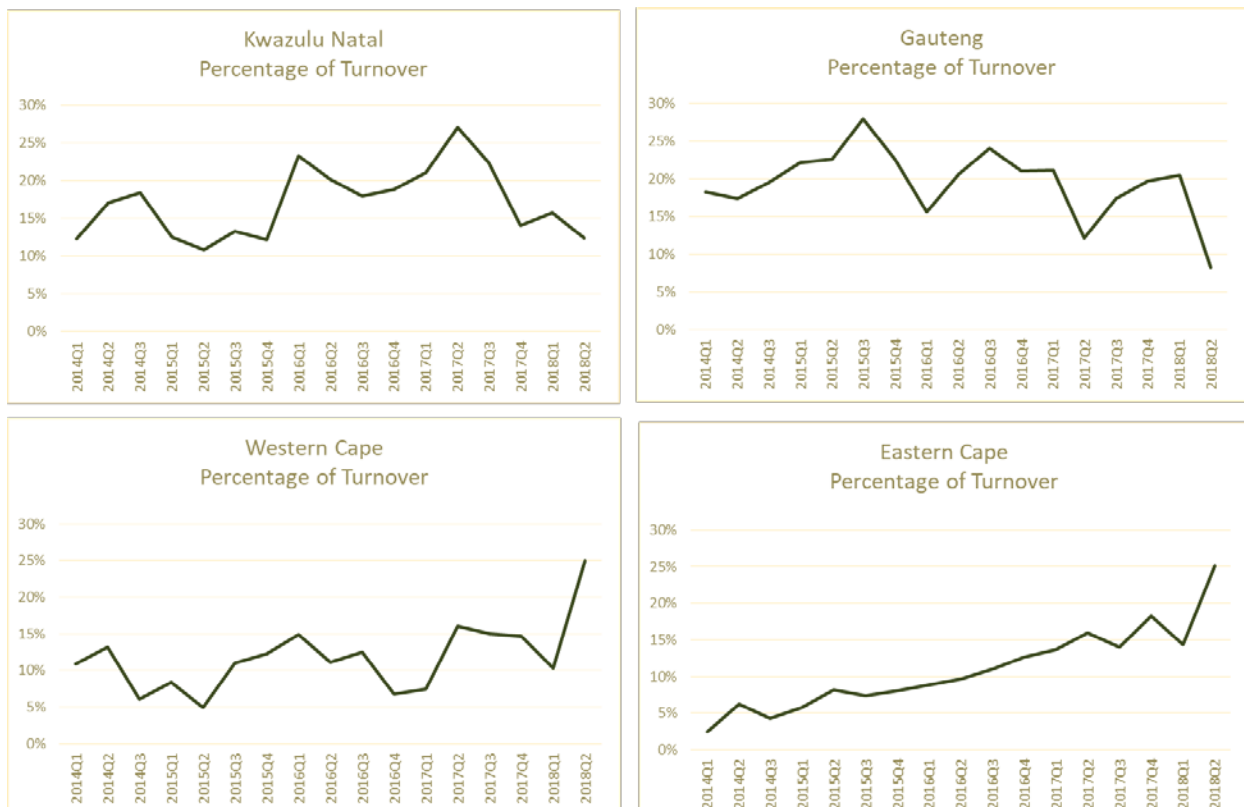 Kwazulu Natal
Percentage of Turnover
30%
25%
20%
15%
10%
5%
0%
2014Q1
2014Q2
2014Q3
2015Q1
2015Q2
2015Q3
2015Q4
2016Q1
2016Q2
2016Q3
2016Q4
2017Q1
2017Q2
2017Q3
2017Q4
2018Q1
2018Q2
Gauteng
Percentage of Turnover
30%
25%
20%
15%
10%
5%
0%
2014Q1
2014Q2
2014Q3
2015Q1
2015Q2
2015Q3
2015Q4
2016Q1
2016Q2
2016Q3
2016Q4
2017Q1
2017Q2
2017Q3
2017Q4
2018Q1
2018Q2
Western Cape
Percentage of Turnover
30%
25%
20%
15%
10%
5%
0%
2014Q1
2014Q2
2014Q3
2015Q1
2015Q2
2015Q3
2015Q4
2016Q1
2016Q2
2016Q3
2016Q4
2017Q1
2017Q2
2017Q3
2017Q4
2018Q1
2018Q2
Eastern Cape
Percentage of Turnover
30%
25%
20%
15%
10%
5%
0%
2014Q1
2014Q2
2014Q3
2015Q1
2015Q2
2015Q3
2015Q4
2016Q1
2016Q2
2016Q3
2016Q4
2017Q1
2017Q2
2017Q3
2017Q4
2018Q1
2018Q2